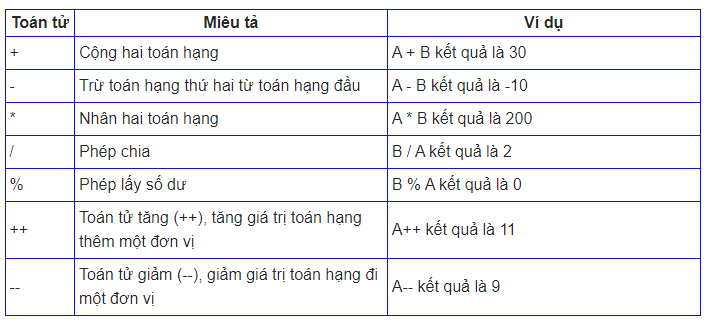 Toán tử Miêu tả Ví dụ
+ Cộng hai toán hạng A + B kết quả là 30
- Trừ toán hạng thứ hai từ toán hạng đầu A - B kết quả là -10
* Nhân hai toán hạng A * B kết quả là 200
/ Phép chia B / A kết quả là 2
% Phép lấy số dư B % A kết quả là 0
++ Toán tử tăng (++), tăng giá trị toán hạng
thêm một đơn vị A++ kết quả là 11
-- Toán tử giảm (--), giảm giá trị toán hạng đi
một đơn vị A-- kết quả là 9